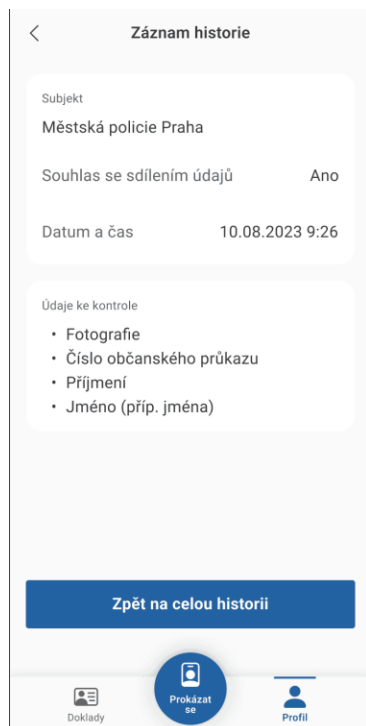 Záznam historie
Subjekt
Městská policie Praha
Souhlas se sdílením údajů Ano
Datum a čas 10.08.2023 9:26
Údaje ke kontrole
• Fotografie
• Číslo občanského průkazu
• Příjmení
• Jméno (příp. jména)
Zpět na celou historii
Doklady
Prokázat
se
Profil